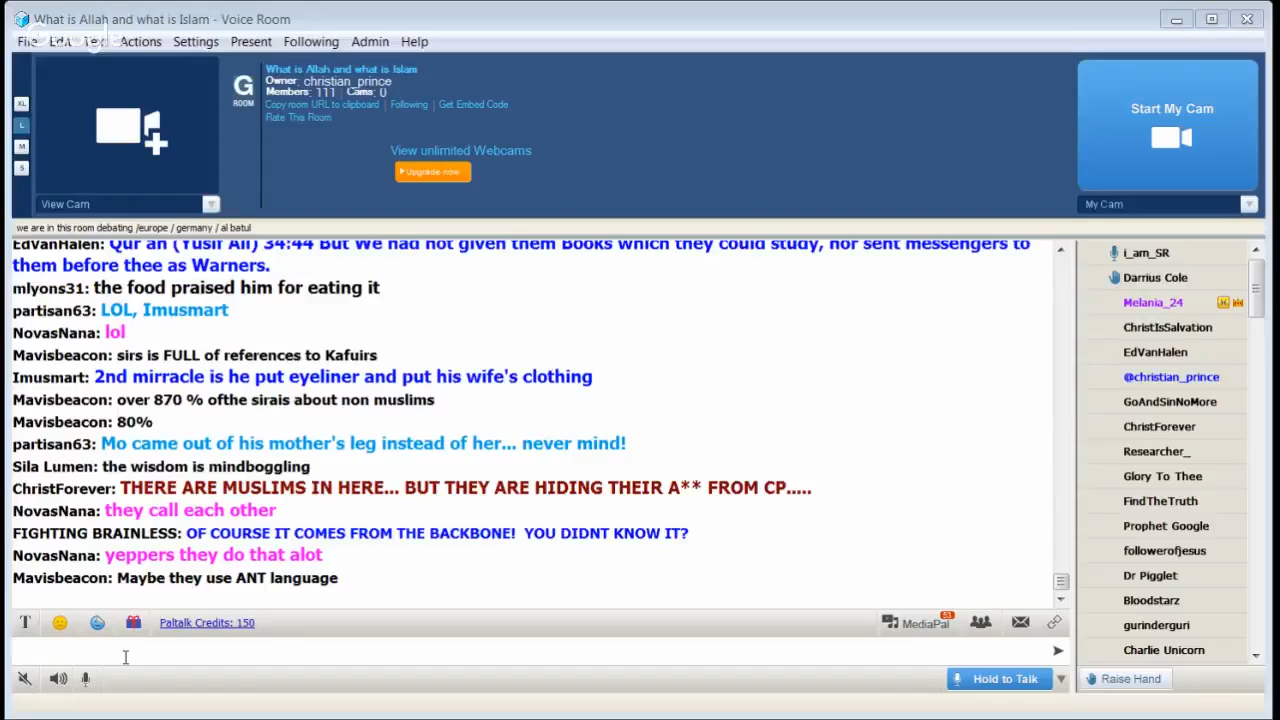 What is Allah and what is Islam - Voice Room
File Edit Text Actions Settings Present Following Admin Help
Google
XL
L
M
S
G
ROOM
What is Allah and what is Islam
Owner: christian_prince
Members: 111 Cams: 0
Copy room URL to clipboard | Following | Get Embed Code
Rate This Room
View unlimited Webcams
Upgrade now
Start My Cam
View Cam
My Cam
we are in this room debating /europe / germany / al batul
EdVanHalen: Qur an (Yusif Ali) 34:44 But We had not given them Books which they could study, nor sent messengers to
them before thee as Warners.
mlyons31: the food praised him for eating it
partisan63: LOL, Imusmart
NovasNana: lol
Mavisbeacon: sirs is FULL of references to Kafuirs
Imusmart: 2nd mirracle is he put eyeliner and put his wife's clothing
Mavisbeacon: over 870 % ofthe sirais about non muslims
Mavisbeacon: 80%
partisan63: Mo came out of his mother's leg instead of her... never mind!
Sila Lumen: the wisdom is mindboggling
ChristForever: THERE ARE MUSLIMS IN HERE... BUT THEY ARE HIDING THEIR A** FROM CP.....
NovasNana: they call each other
FIGHTING BRAINLESS: OF COURSE IT COMES FROM THE BACKBONE! YOU DIDNT KNOW IT?
NovasNana: yeppers they do that alot
Mavisbeacon: Maybe they use ANT language
i_am_SR
Darrius Cole
Melania_24
ChristIsSalvation
EdVanHalen
@christian_prince
GoAndSinNoMore
ChristForever
Researcher_
Glory To Thee
FindTheTruth
Prophet Google
followerofjesus
Dr Pigglet
Bloodstarz
gurinderguri
Charlie Unicorn
T
Paltalk Credits: 150
MediaPal
53
Hold to Talk
Raise Hand